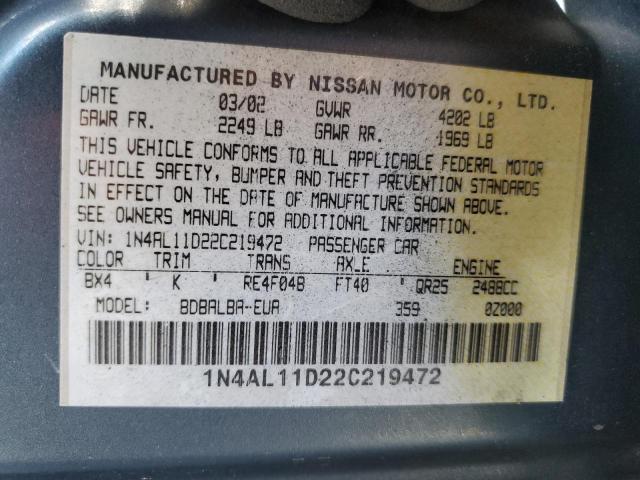 MANUFACTURED BY NISSAN MOTOR CO., LTD.
DATE 03/02 GVWR 4202 LB
GAWR FR. 2249 LB GAWR RR. 1969 LB
THIS VEHICLE CONFORMS TO ALL APPLICABLE FEDERAL MOTOR
VEHICLE SAFETY, BUMPER AND THEFT PREVENTION STANDARDS
IN EFFECT ON THE DATE OF MANUFACTURE SHOWN ABOVE.
SEE OWNERS MANUAL FOR ADDITIONAL INFORMATION.
VIN: 1N4AL11D22C219472 PASSENGER CAR
COLOR TRIM TRANS AXLE ENGINE
BX4 ' K ' RE4F04B FT40 ' QR25 2488CC
MODEL: BDBALBA-EUA 359 0Z000
1N4AL11D22C219472